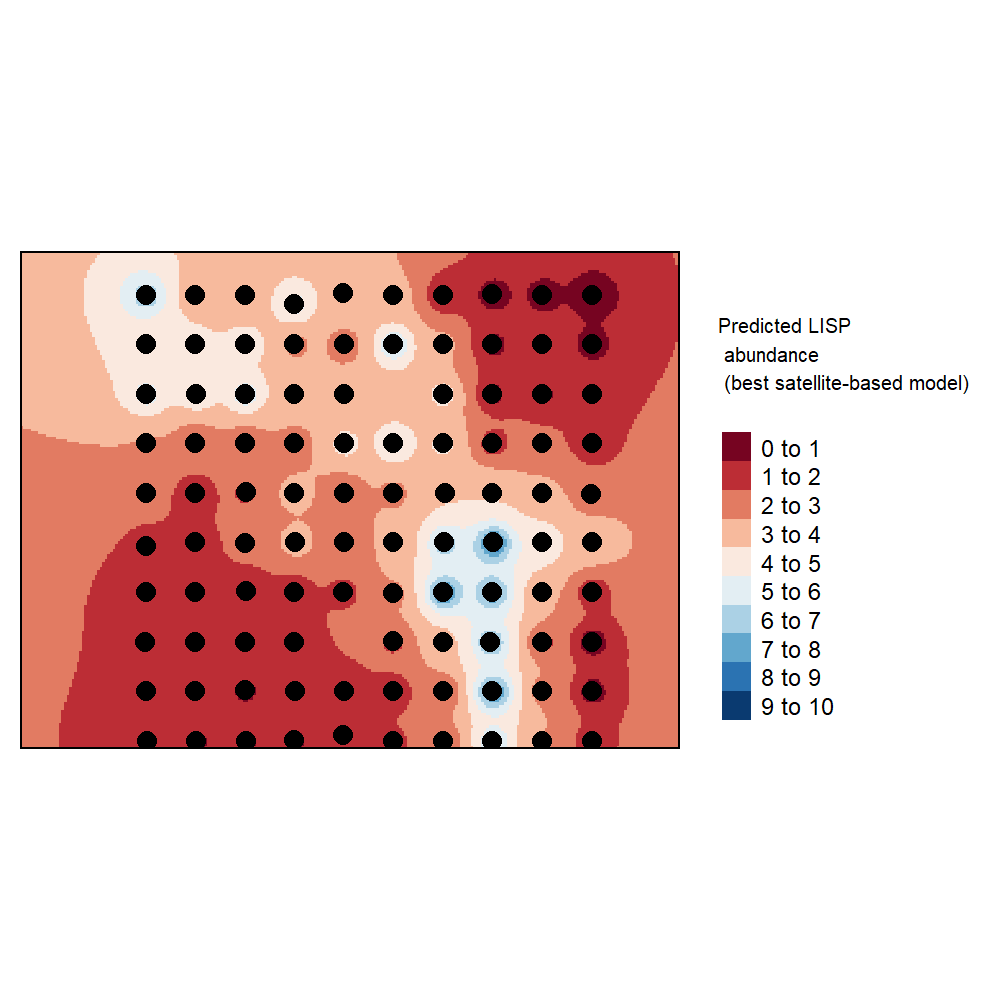 Predicted LISP
abundance
(best satellite-based model)
0 to 1
1 to 2
2 to 3
3 to 4
4 to 5
5 to 6
6 to 7
7 to 8
8 to 9
9 to 10